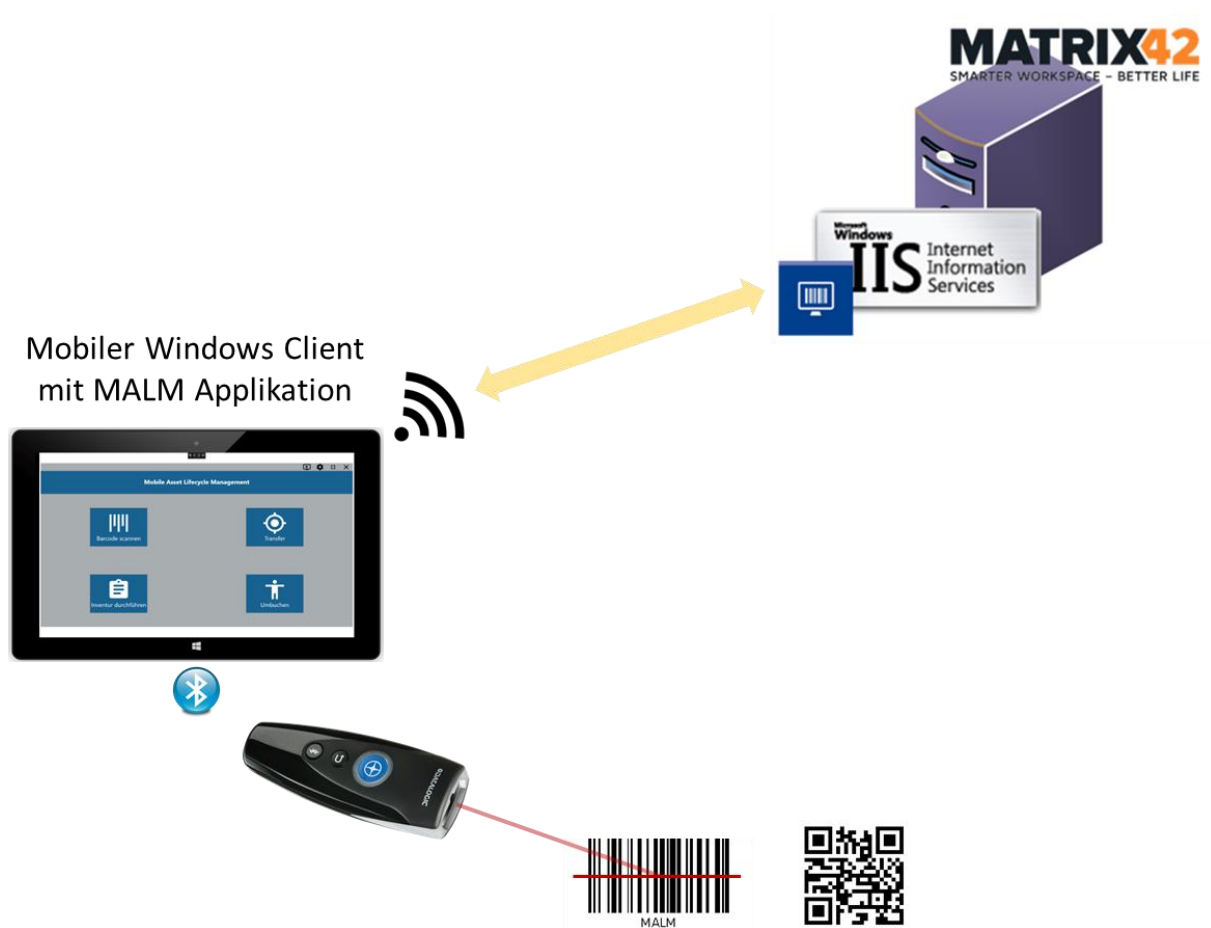 MATRIX42
SMARTER WORKSPACE – BETTER LIFE
Microsoft
Windows
IIS Internet
Information
Services
Mobiler Windows Client
mit MALM Applikation
Mobile Asset Lifecycle Management
Barcode scannen
Transfer
Inventur durchführen
Umbuchen
DATALOGIC
MALM